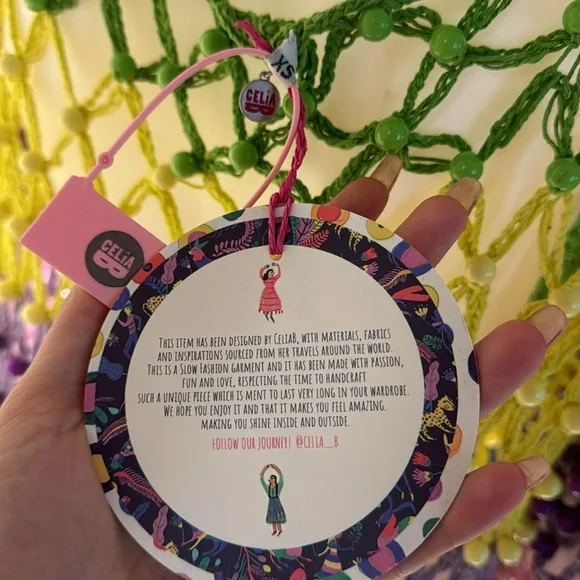 XS
CELIA
B
CELIA
B
THIS ITEM HAS BEEN DESIGNED BY CELIAB, WITH MATERIALS, FABRICS
AND INSPIRATIONS SOURCED FROM HER TRAVELS AROUND THE WORLD.
THIS IS A SLOW FASHION GARMENT AND IT HAS BEEN MADE WITH PASSION,
FUN AND LOVE, RESPECTING THE TIME TO HANDCRAFT
SUCH A UNIQUE PIECE WHICH IS MENT TO LAST VERY LONG IN YOUR WARDROBE.
WE HOPE YOU ENJOY IT AND THAT IT MAKES YOU FEEL AMAZING.
MAKING YOU SHINE INSIDE AND OUTSIDE.
FOLLOW OUR JOURNEY! @CELIA__B